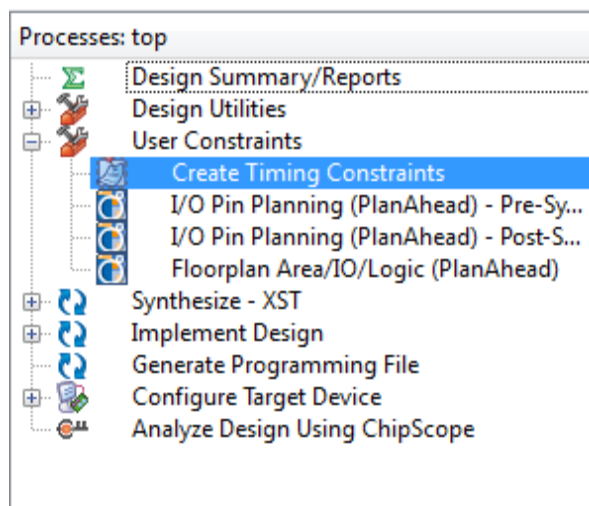 Processes: top
Design Summary/Reports
Design Utilities
User Constraints
Create Timing Constraints
I/O Pin Planning (PlanAhead) - Pre-Sy...
I/O Pin Planning (PlanAhead) - Post-S...
Floorplan Area/IO/Logic (PlanAhead)
Synthesize - XST
Implement Design
Generate Programming File
Configure Target Device
Analyze Design Using ChipScope